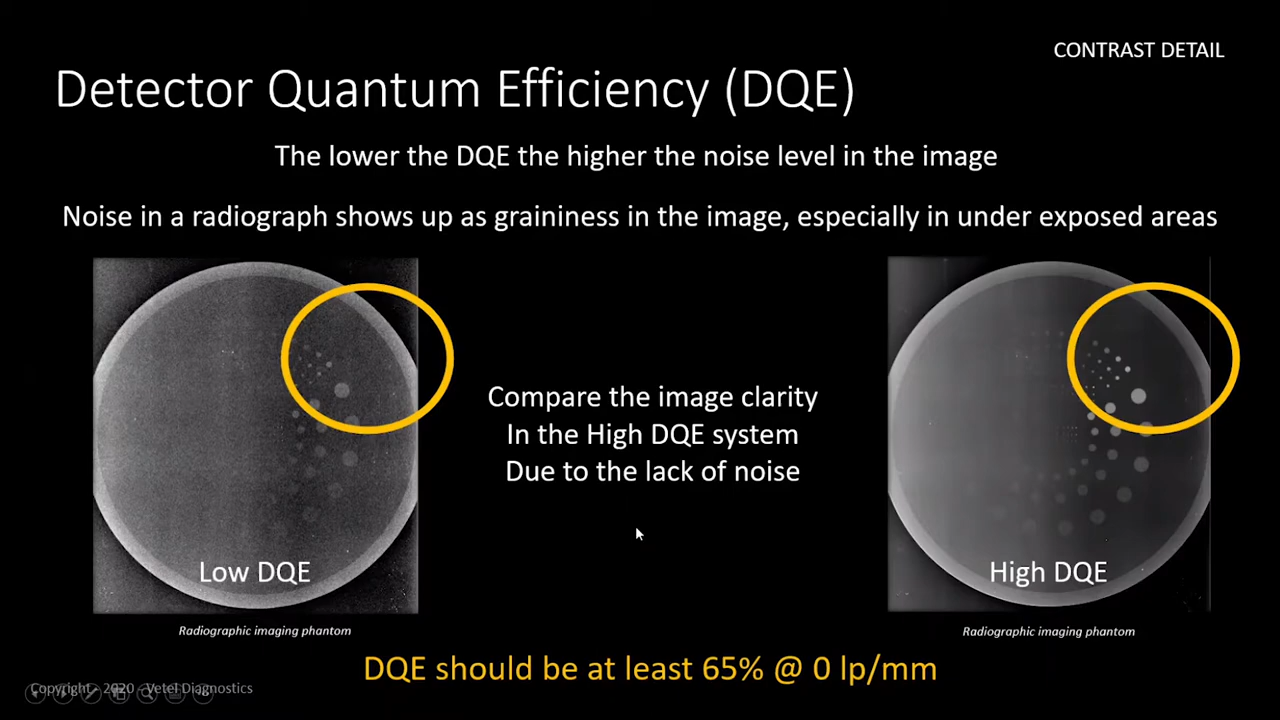 CONTRAST DETAIL
Detector Quantum Efficiency (DQE)
The lower the DQE the higher the noise level in the image
Noise in a radiograph shows up as graininess in the image, especially in under exposed areas
Compare the image clarity
In the High DQE system
Due to the lack of noise
Low DQE
High DQE
Radiographic imaging phantom
Radiographic imaging phantom
DQE should be at least 65% @ 0 lp/mm
Copyright - 2020 - Vetel Diagnostics